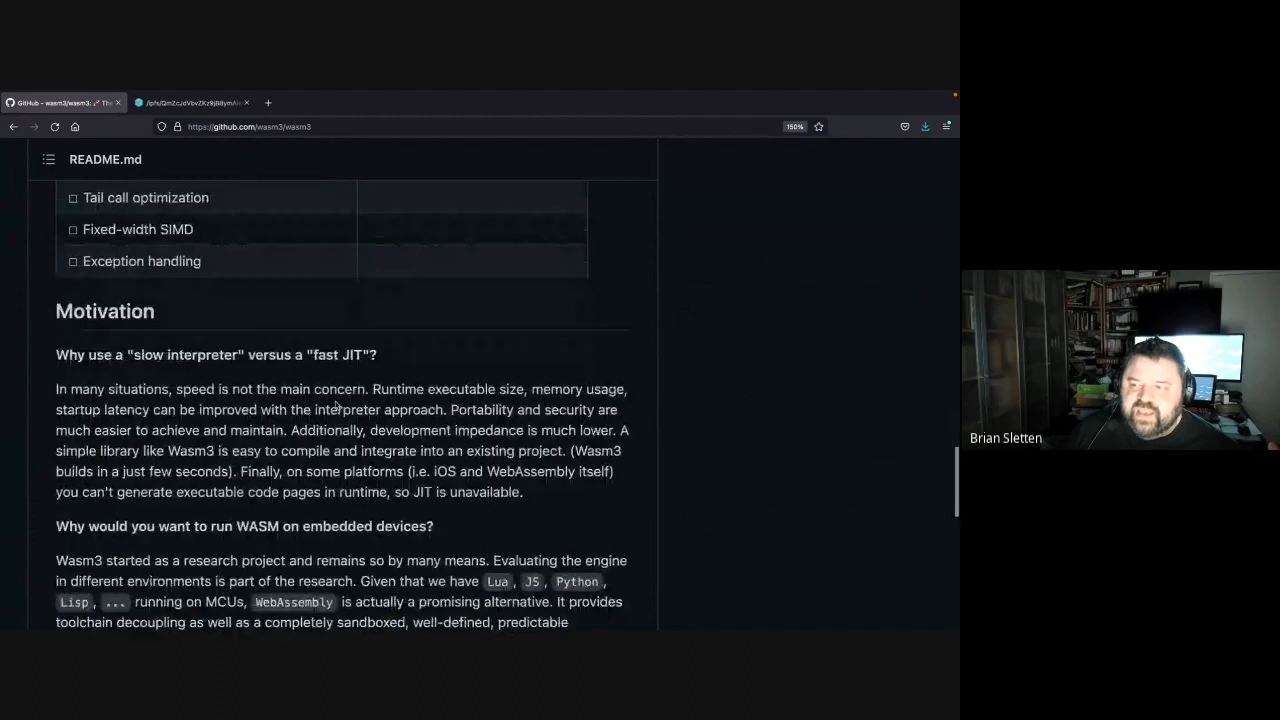 GitHub - wasm3/wasm3: 🚀 The
https://github.com/wasm3/wasm3
150%
README.md
Tail call optimization
Fixed-width SIMD
Exception handling
Motivation
Why use a "slow interpreter" versus a "fast JIT"?
In many situations, speed is not the main concern. Runtime executable size, memory usage,
startup latency can be improved with the interpreter approach. Portability and security are
much easier to achieve and maintain. Additionally, development impedance is much lower. A
simple library like Wasm3 is easy to compile and integrate into an existing project. (Wasm3
builds in a just few seconds). Finally, on some platforms (i.e. iOS and WebAssembly itself)
you can't generate executable code pages in runtime, so JIT is unavailable.
Why would you want to run WASM on embedded devices?
Wasm3 started as a research project and remains so by many means. Evaluating the engine
in different environments is part of the research. Given that we have Lua, JS, Python,
Lisp, ... running on MCUs, WebAssembly is actually a promising alternative. It provides
toolchain decoupling as well as a completely sandboxed, well-defined, predictable
Brian Sletten